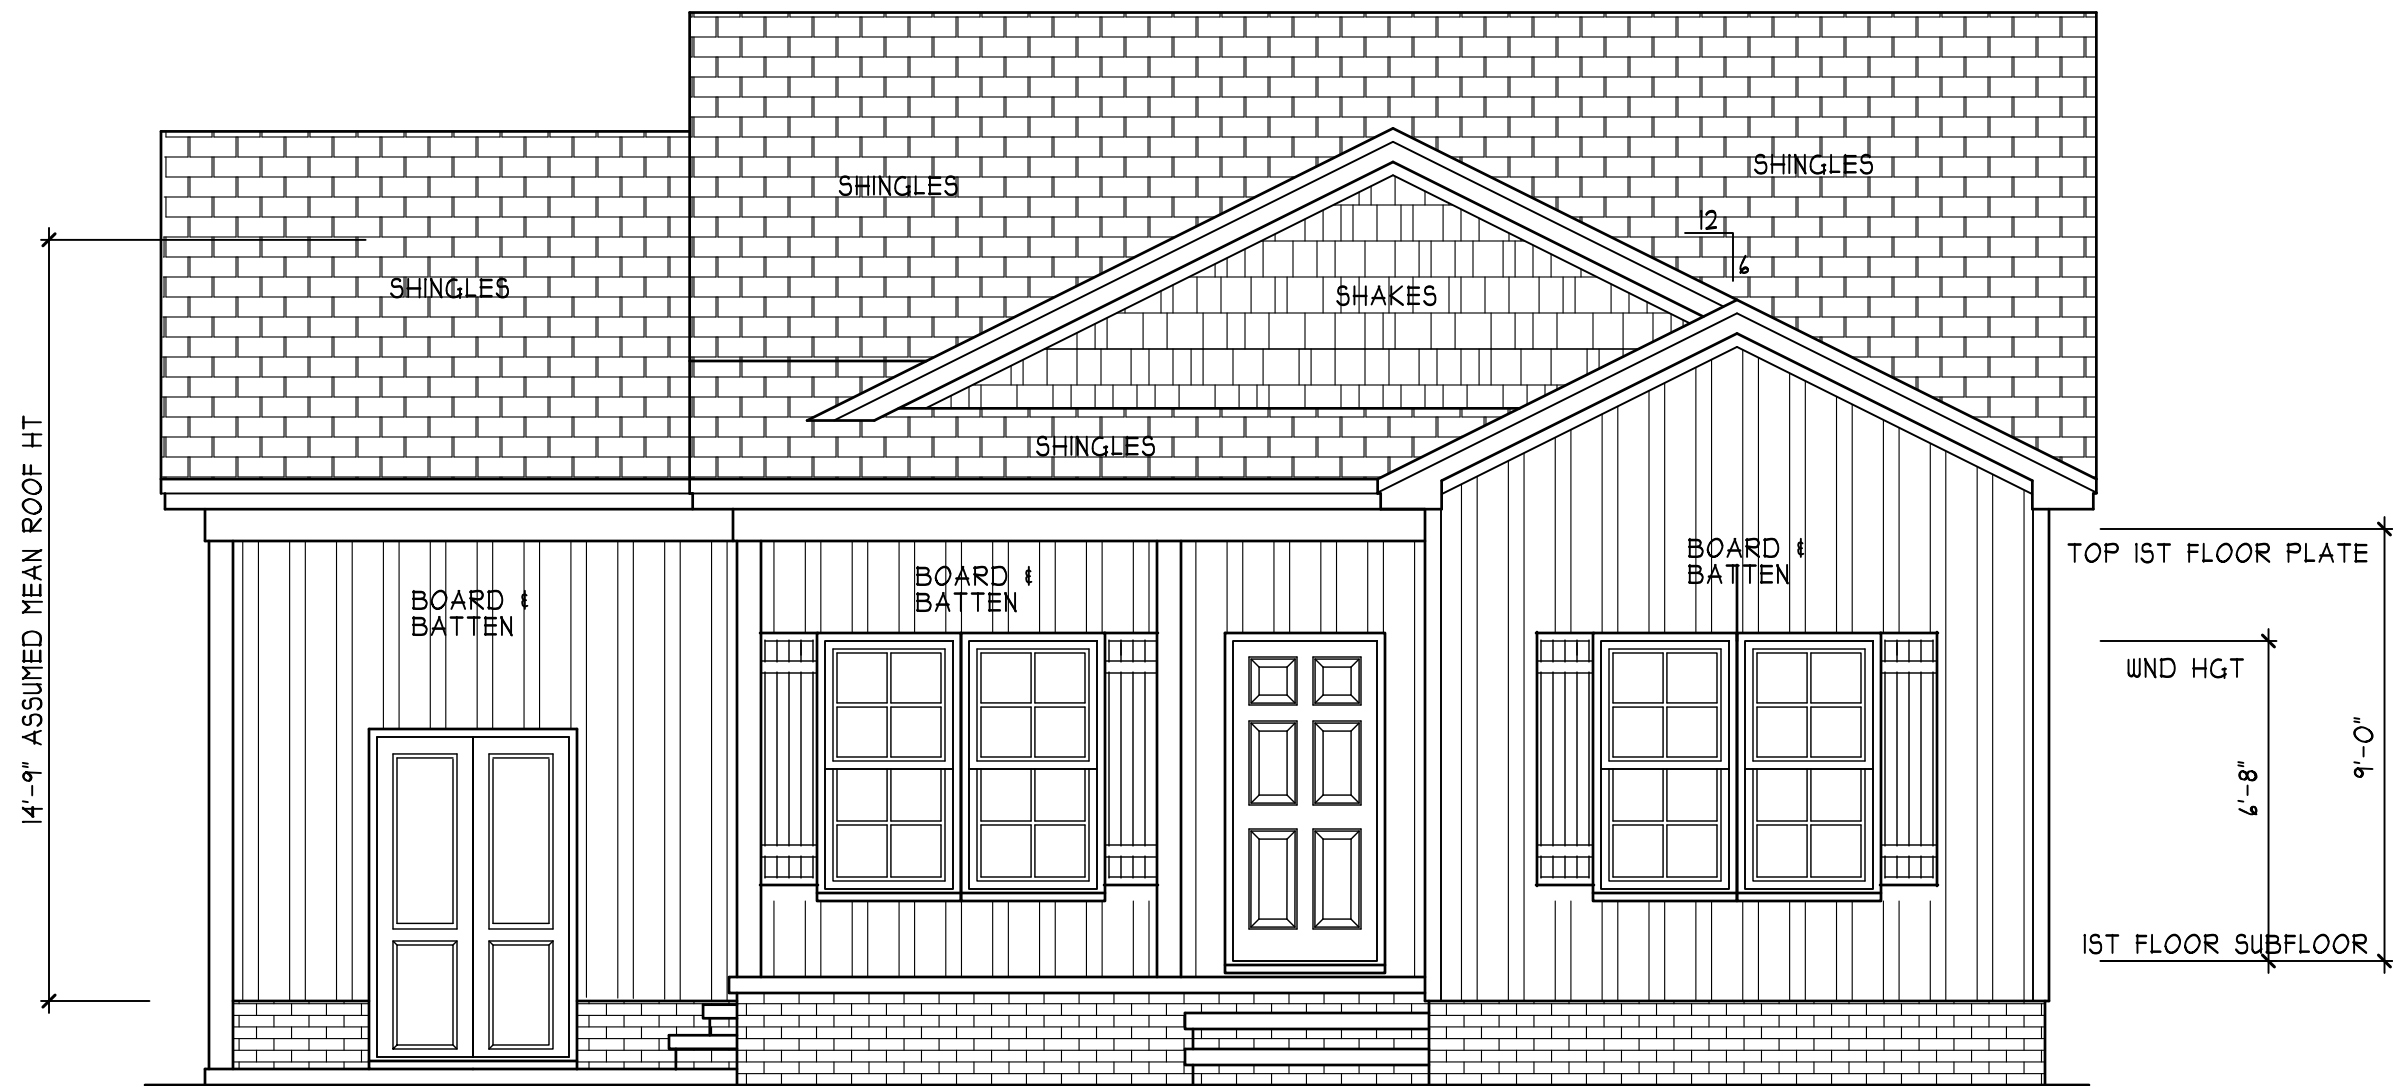 SHINGLES
SHINGLES
12
6
SHINGLES
SHAKES
SHINGLES
14'-9" ASSUMED MEAN ROOF HT
BOARD &
BATTEN
BOARD &
BATTEN
BOARD &
BATTEN
TOP 1ST FLOOR PLATE
WND HGT
6'-8"
9'-0"
1ST FLOOR SUBFLOOR